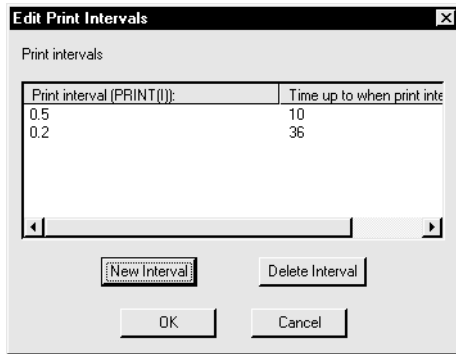 Edit Print Intervals
Print intervals
Print interval (PRINT(I)): Time up to when print inte
0.5 10
0.2 36
New Interval Delete Interval
OK Cancel